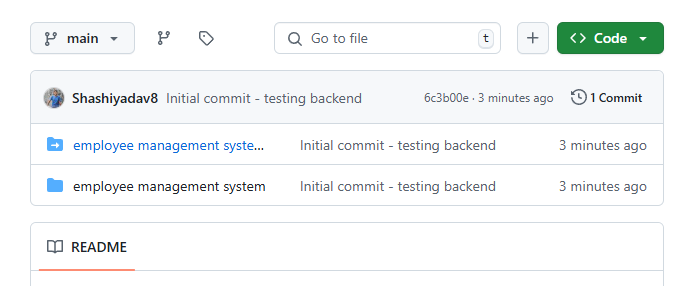 main
Go to file
t
Code
Shashiyadav8 Initial commit - testing backend 6c3b00e · 3 minutes ago 1 Commit
employee management syste... Initial commit - testing backend 3 minutes ago
employee management system Initial commit - testing backend 3 minutes ago
README